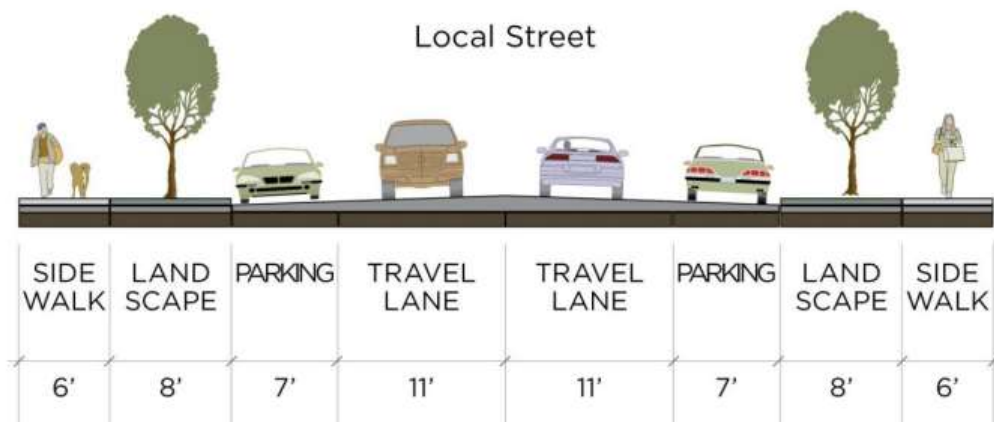 Local Street
SIDE LAND PARKING TRAVEL TRAVEL PARKING LAND SIDE
WALK SCAPE LANE LANE SCAPE WALK
6’ 8’ 7’ 11’ 11’ 7’ 8’ 6’